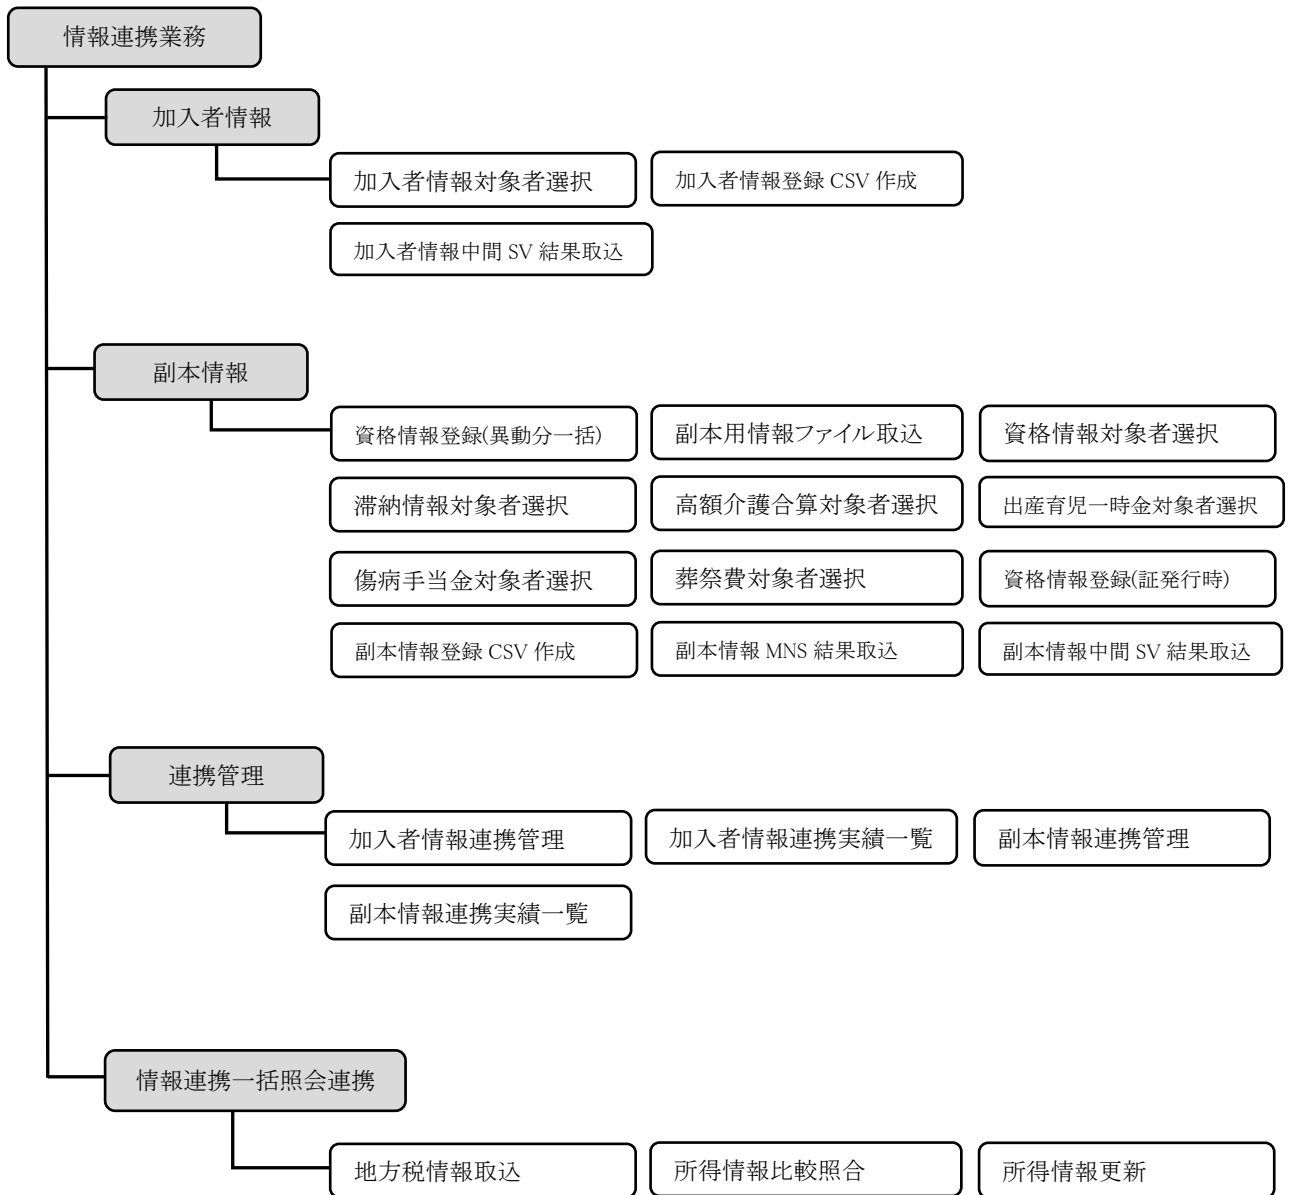 情報連携業務
加入者情報
加入者情報対象者選択
加入者情報登録 CSV 作成
加入者情報中間 SV 結果取込
副本情報
資格情報登録(異動分一括)
副本用情報ファイル取込
資格情報対象者選択
滞納情報対象者選択
高額介護合算対象者選択
出産育児一時金対象者選択
傷病手当金対象者選択
葬祭費対象者選択
資格情報登録(証発行時)
副本情報登録 CSV 作成
副本情報 MNS 結果取込
副本情報中間 SV 結果取込
連携管理
加入者情報連携管理
加入者情報連携実績一覧
副本情報連携管理
副本情報連携実績一覧
情報連携一括照会連携
地方税情報取込
所得情報比較照合
所得情報更新